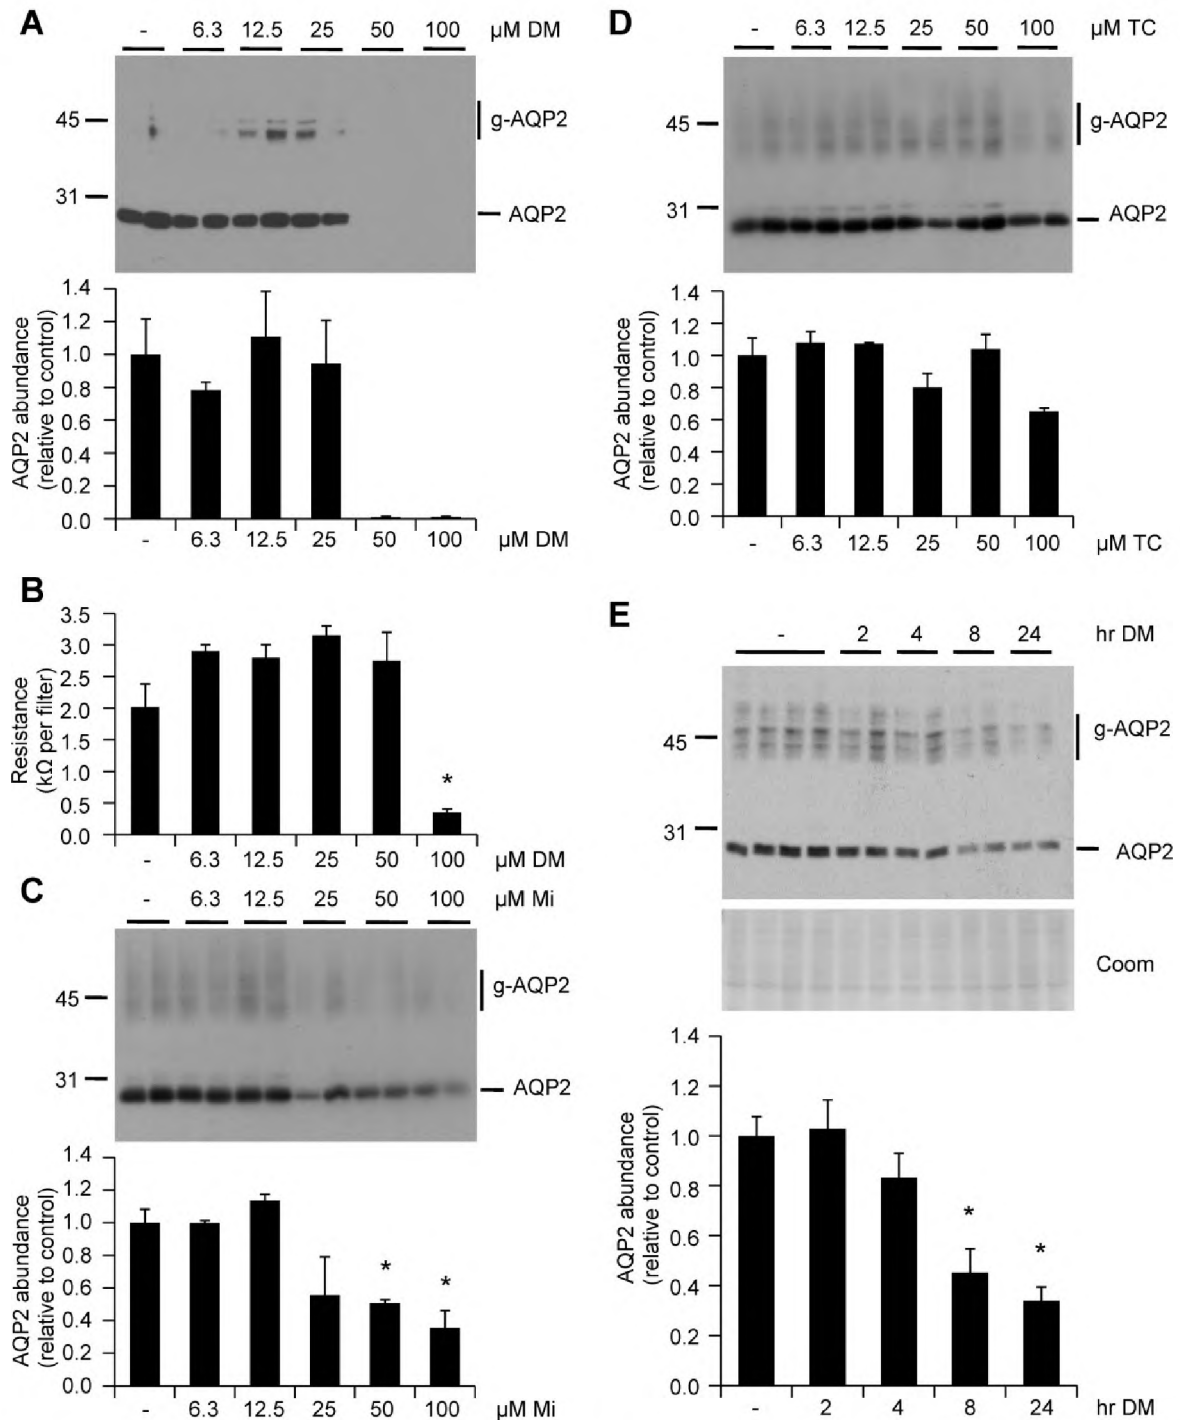 A
- 6.3 12.5 25 50 100 µM DM
45
g-AQP2
31
AQP2
1.4
1.2
1.0
0.8
0.6
0.4
0.2
0.0
AQP2 abundance
(relative to control)
- 6.3 12.5 25 50 100 µM DM
B
3.5
3.0
2.5
2.0
1.5
1.0
0.5
0.0
Resistance
(kΩ per filter)
*
- 6.3 12.5 25 50 100 µM DM
C
- 6.3 12.5 25 50 100 µM Mi
45
g-AQP2
31
AQP2
1.4
1.2
1.0
0.8
0.6
0.4
0.2
0.0
AQP2 abundance
(relative to control)
* *
- 6.3 12.5 25 50 100 µM Mi
D
- 6.3 12.5 25 50 100 µM TC
45
g-AQP2
31
AQP2
1.4
1.2
1.0
0.8
0.6
0.4
0.2
0.0
AQP2 abundance
(relative to control)
- 6.3 12.5 25 50 100 µM TC
E
- 2 4 8 24 hr DM
45
g-AQP2
31
AQP2
Coom
1.4
1.2
1.0
0.8
0.6
0.4
0.2
0.0
AQP2 abundance
(relative to control)
* *
- 2 4 8 24 hr DM